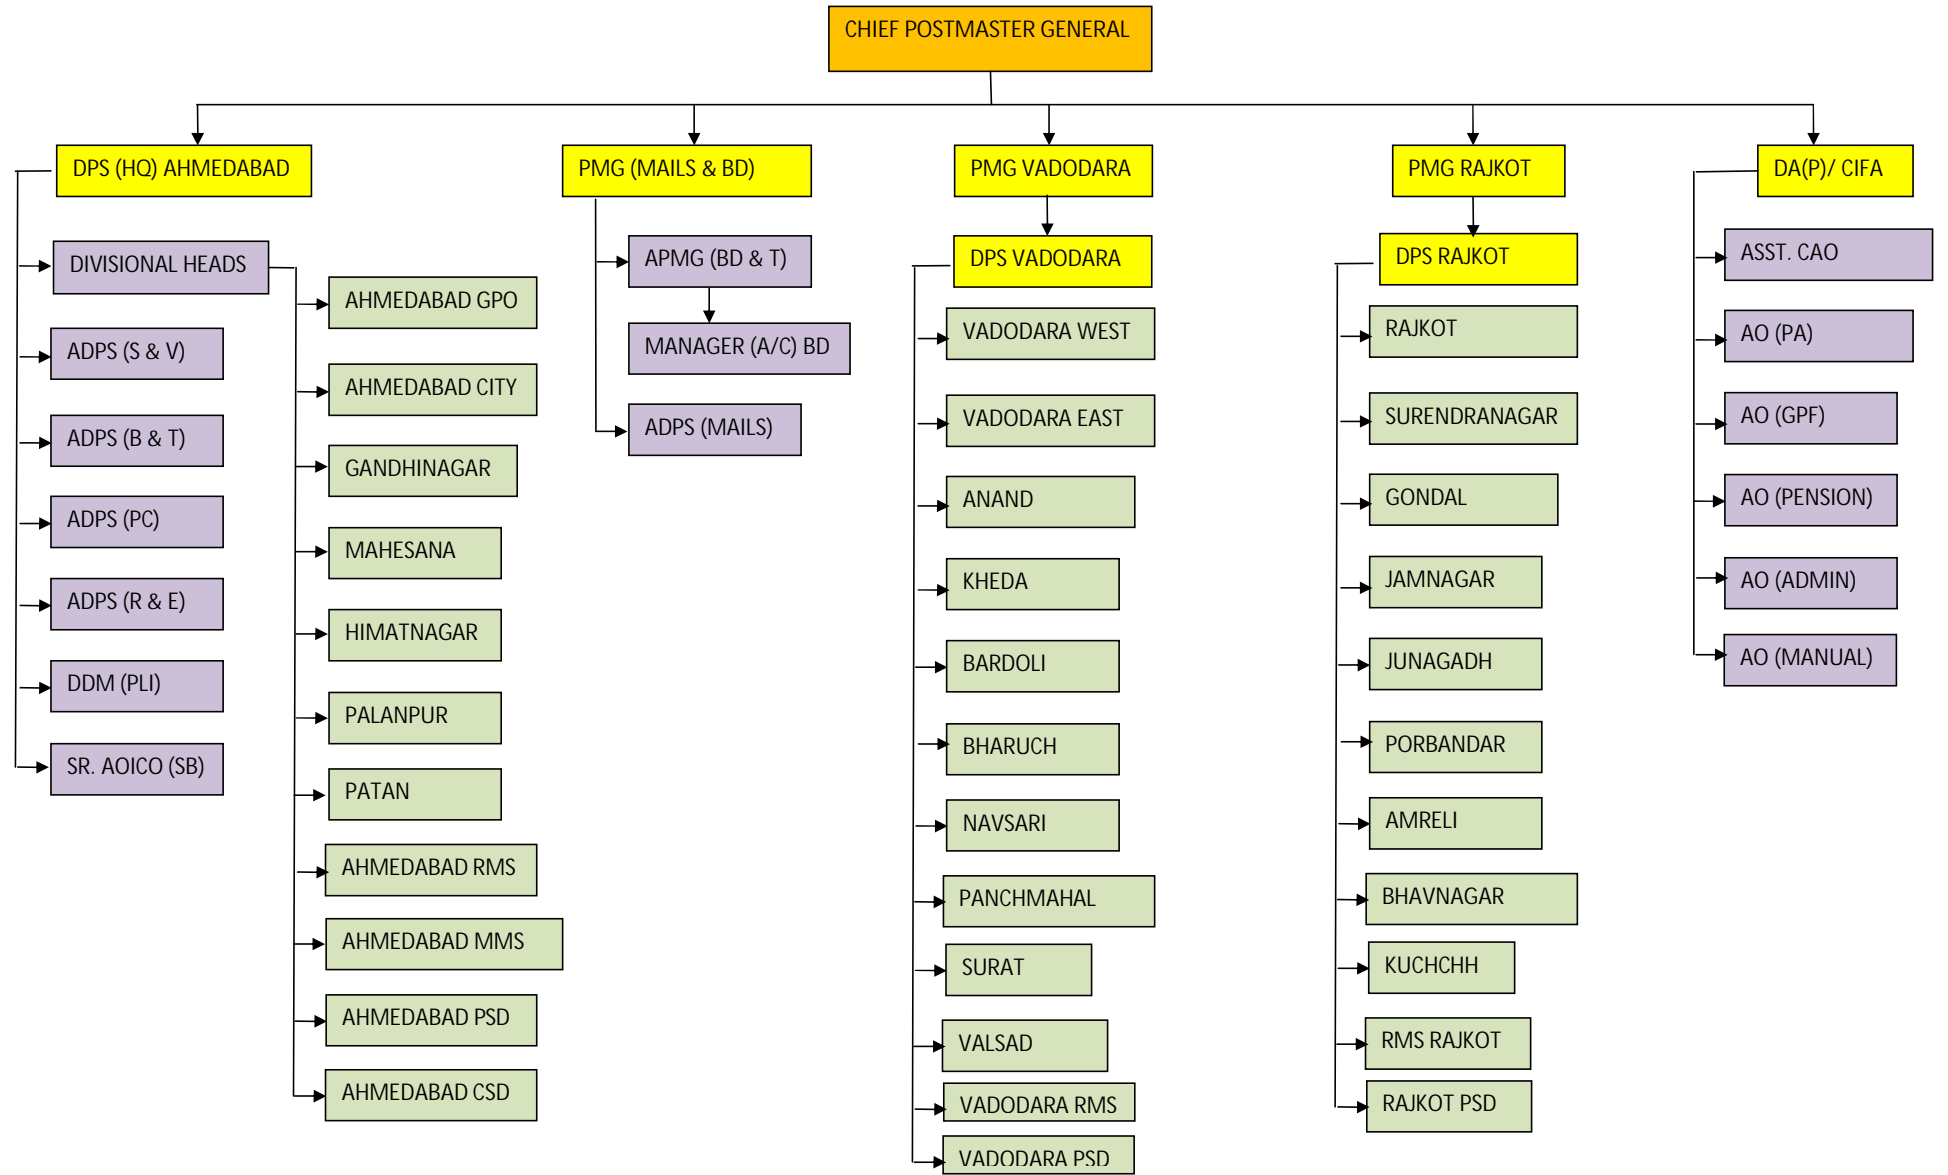 CHIEF POSTMASTER GENERAL
DPS (HQ) AHMEDABAD
PMG (MAILS & BD)
PMG VADODARA
PMG RAJKOT
DA(P)/ CIFA
DIVISIONAL HEADS
ADPS (S & V)
ADPS (B & T)
ADPS (PC)
ADPS (R & E)
DDM (PLI)
SR. AOICO (SB)
AHMEDABAD GPO
AHMEDABAD CITY
GANDHINAGAR
MAHESANA
HIMATNAGAR
PALANPUR
PATAN
AHMEDABAD RMS
AHMEDABAD MMS
AHMEDABAD PSD
AHMEDABAD CSD
APMG (BD & T)
MANAGER (A/C) BD
ADPS (MAILS)
DPS VADODARA
VADODARA WEST
VADODARA EAST
ANAND
KHEDA
BARDOLI
BHARUCH
NAVSARI
PANCHMAHAL
SURAT
VALSAD
VADODARA RMS
VADODARA PSD
DPS RAJKOT
RAJKOT
SURENDRANAGAR
GONDAL
JAMNAGAR
JUNAGADH
PORBANDAR
AMRELI
BHAVNAGAR
KUCHCHH
RMS RAJKOT
RAJKOT PSD
ASST. CAO
AO (PA)
AO (GPF)
AO (PENSION)
AO (ADMIN)
AO (MANUAL)